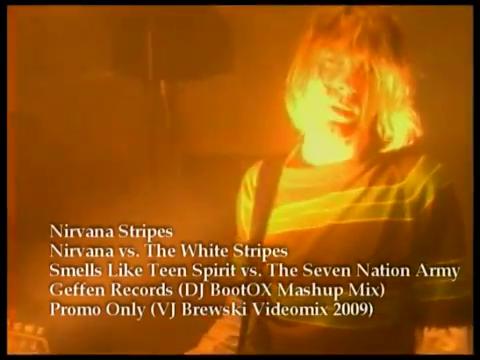 Nirvana Stripes
Nirvana vs. The White Stripes
Smells Like Teen Spirit vs. The Seven Nation Army
Geffen Records (DJ BootOX Mashup Mix)
Promo Only (VJ Brewski Videomix 2009)